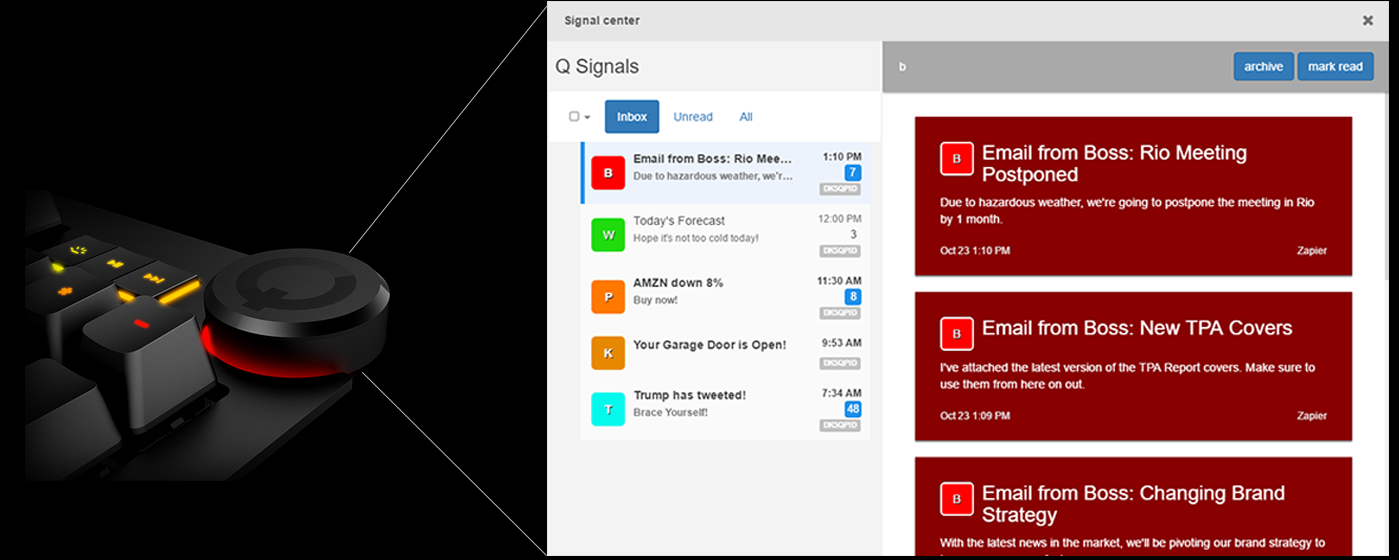 Signal center
Q Signals
Inbox
Unread
All
B
Email from Boss: Rio Mee...
1:10 PM
Due to hazardous weather, we'r...
7
DK5QPID
W
Today's Forecast
12:00 PM
Hope it's not too cold today!
3
DK5QPID
P
AMZN down 8%
11:30 AM
Buy now!
8
DK5QPID
K
Your Garage Door is Open!
9:53 AM
DK5QPID
T
Trump has tweeted!
7:34 AM
Brace Yourself!
48
DK5QPID
b
archive
mark read
B
Email from Boss: Rio Meeting
Postponed
Due to hazardous weather, we're going to postpone the meeting in Rio
by 1 month.
Oct 23 1:10 PM
Zapier
B
Email from Boss: New TPA Covers
I've attached the latest version of the TPA Report covers. Make sure to
use them from here on out.
Oct 23 1:09 PM
Zapier
B
Email from Boss: Changing Brand
Strategy
With the latest news in the market, we'll be pivoting our brand strategy to